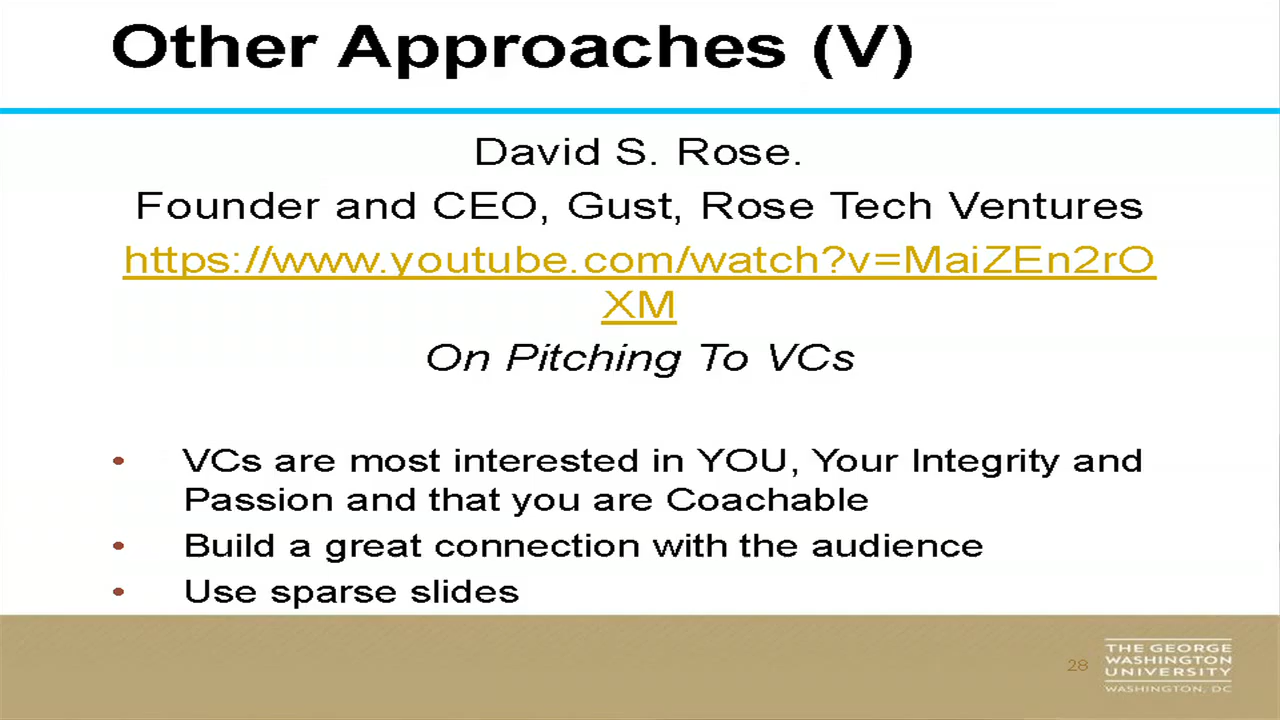 Other Approaches (V)
David S. Rose.
Founder and CEO, Gust, Rose Tech Ventures
https://www.youtube.com/watch?v=MaiZEn2rO
XM
On Pitching To VCs
• VCs are most interested in YOU, Your Integrity and
Passion and that you are Coachable
• Build a great connection with the audience
• Use sparse slides
28
THE GEORGE
WASHINGTON
UNIVERSITY
WASHINGTON, DC